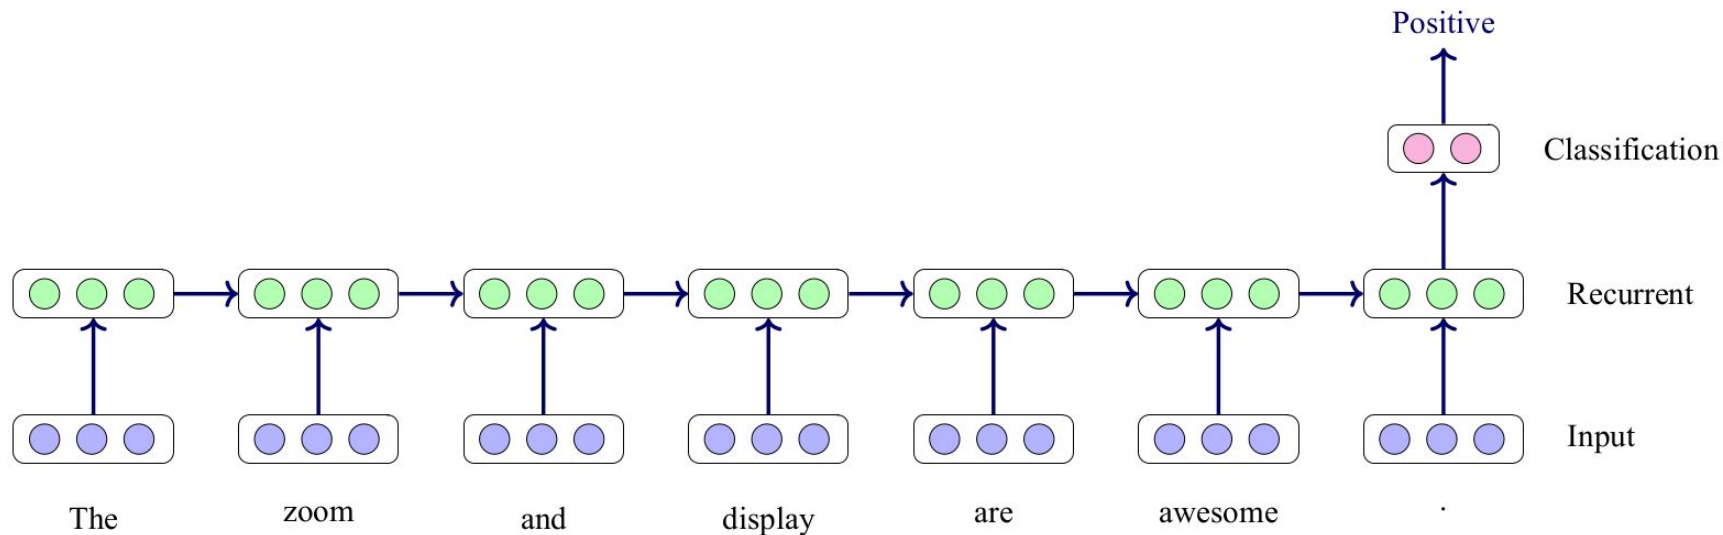 Positive
Classification
Recurrent
Input
The zoom and display are awesome .